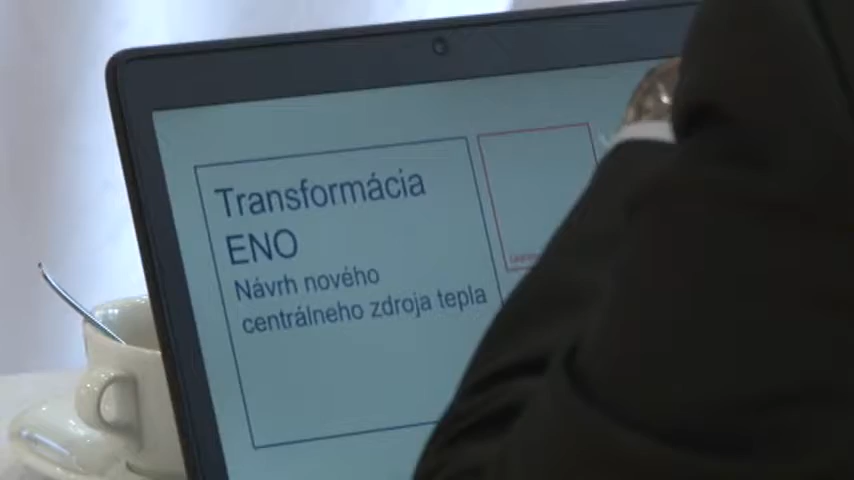 Transformácia
ENO
Návrh nového
centrálneho zdroja tepla